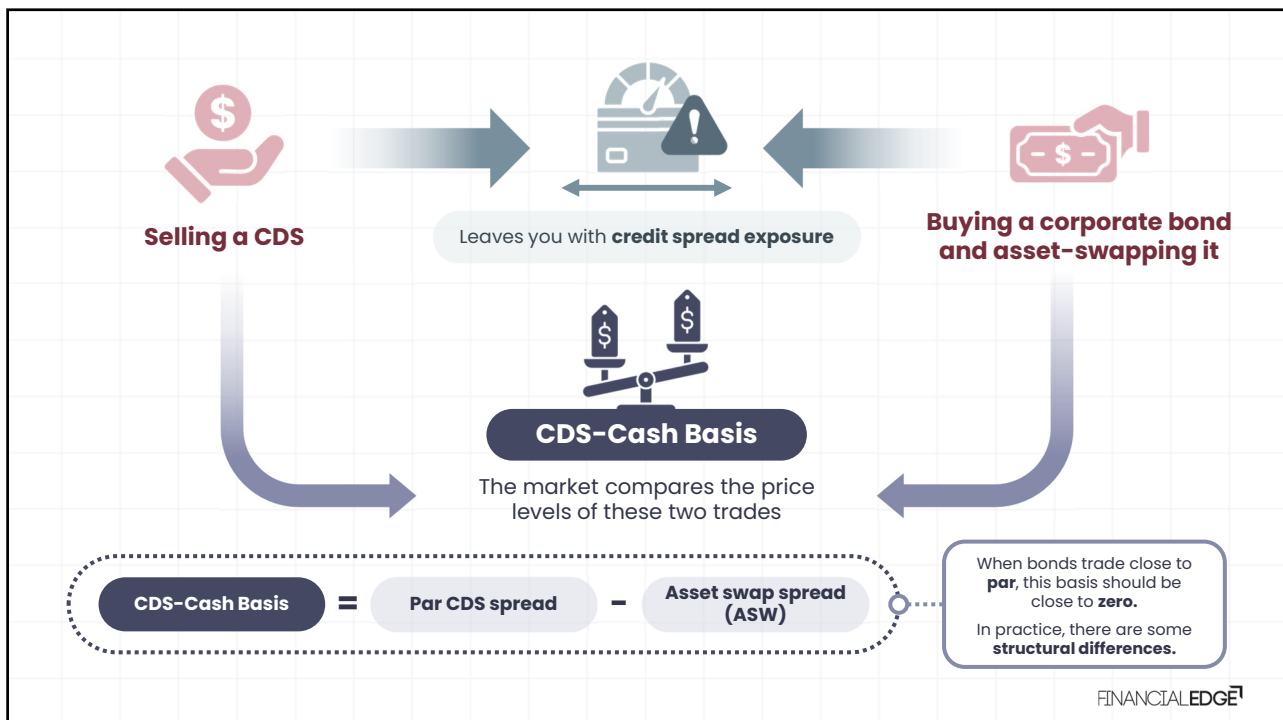 $
!
- $ -
Selling a CDS
Leaves you with credit spread exposure
Buying a corporate bond
and asset-swapping it
$
$
CDS-Cash Basis
The market compares the price
levels of these two trades
CDS-Cash Basis = Par CDS spread – Asset swap spread
(ASW)
When bonds trade close to
par, this basis should be
close to zero.
In practice, there are some
structural differences.
FINANCIALEDGE